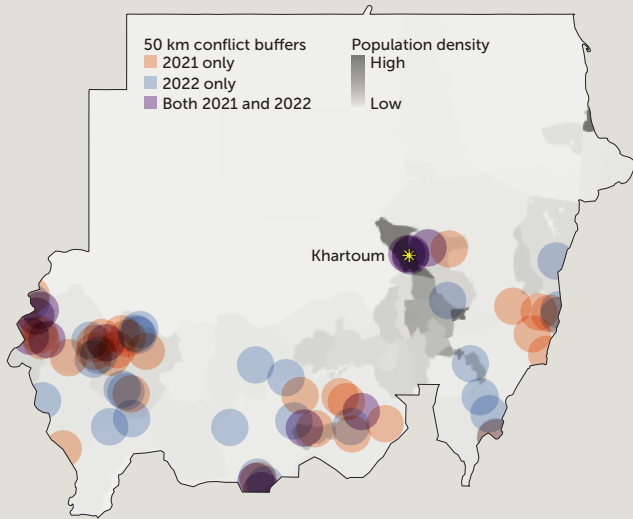 50 km conflict buffers
2021 only
2022 only
Both 2021 and 2022
Population density
High
Low
Khartoum